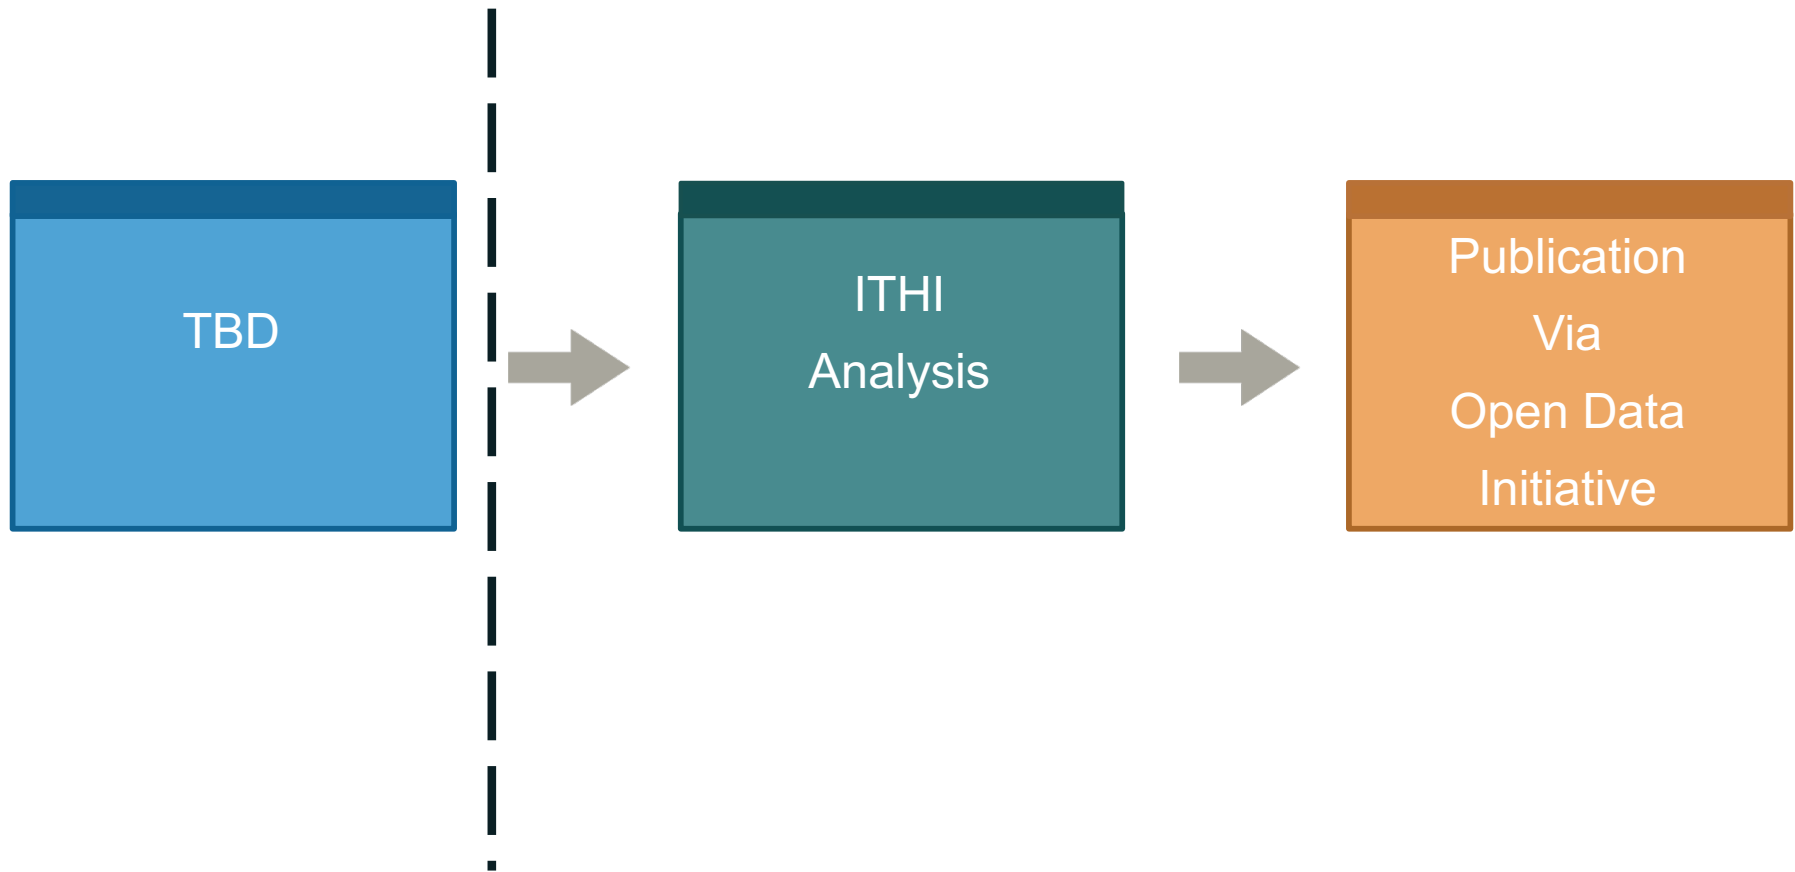 TBD
ITHI
Analysis
Publication
Via
Open Data
Initiative